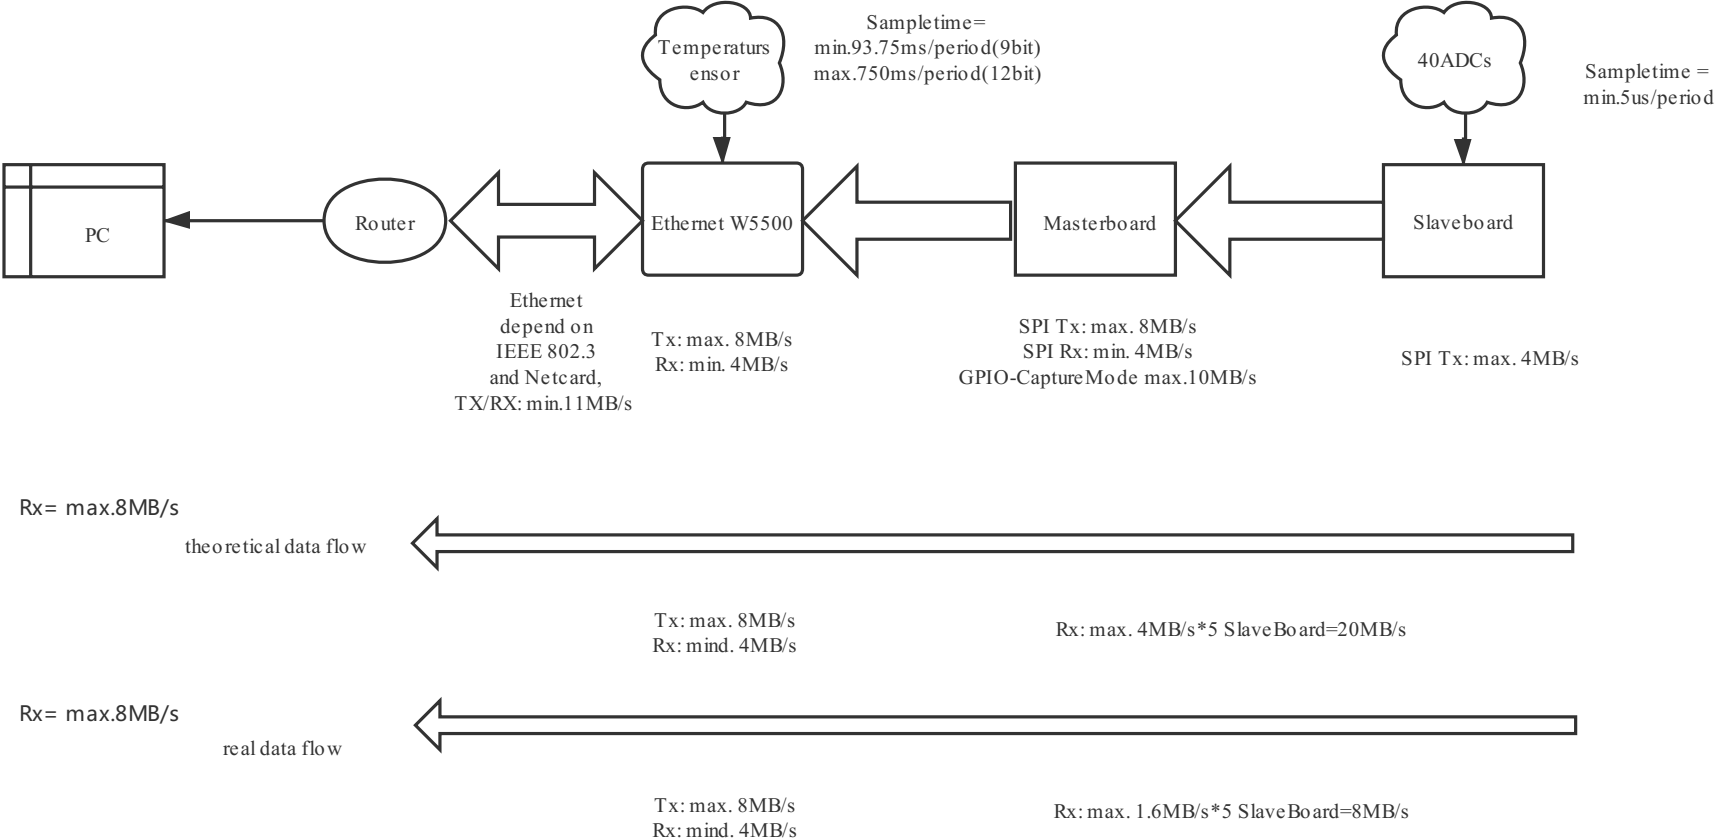 Temperaturs
ensor
Sampletime=
min.93.75ms/period(9bit)
max.750ms/period(12bit)
40ADCs
Sampletime =
min.5us/period
PC
Router
Ethernet W5500
Masterboard
Slaveboard
Ethernet
depend on
IEEE 802.3
and Netcard,
TX/RX: min.11MB/s
Tx: max. 8MB/s
Rx: min. 4MB/s
SPI Tx: max. 8MB/s
SPI Rx: min. 4MB/s
GPIO-CaptureMode max.10MB/s
SPI Tx: max. 4MB/s
Rx= max.8MB/s
theoretical data flow
Tx: max. 8MB/s
Rx: mind. 4MB/s
Rx: max. 4MB/s*5 SlaveBoard=20MB/s
Rx= max.8MB/s
real data flow
Tx: max. 8MB/s
Rx: mind. 4MB/s
Rx: max. 1.6MB/s*5 SlaveBoard=8MB/s